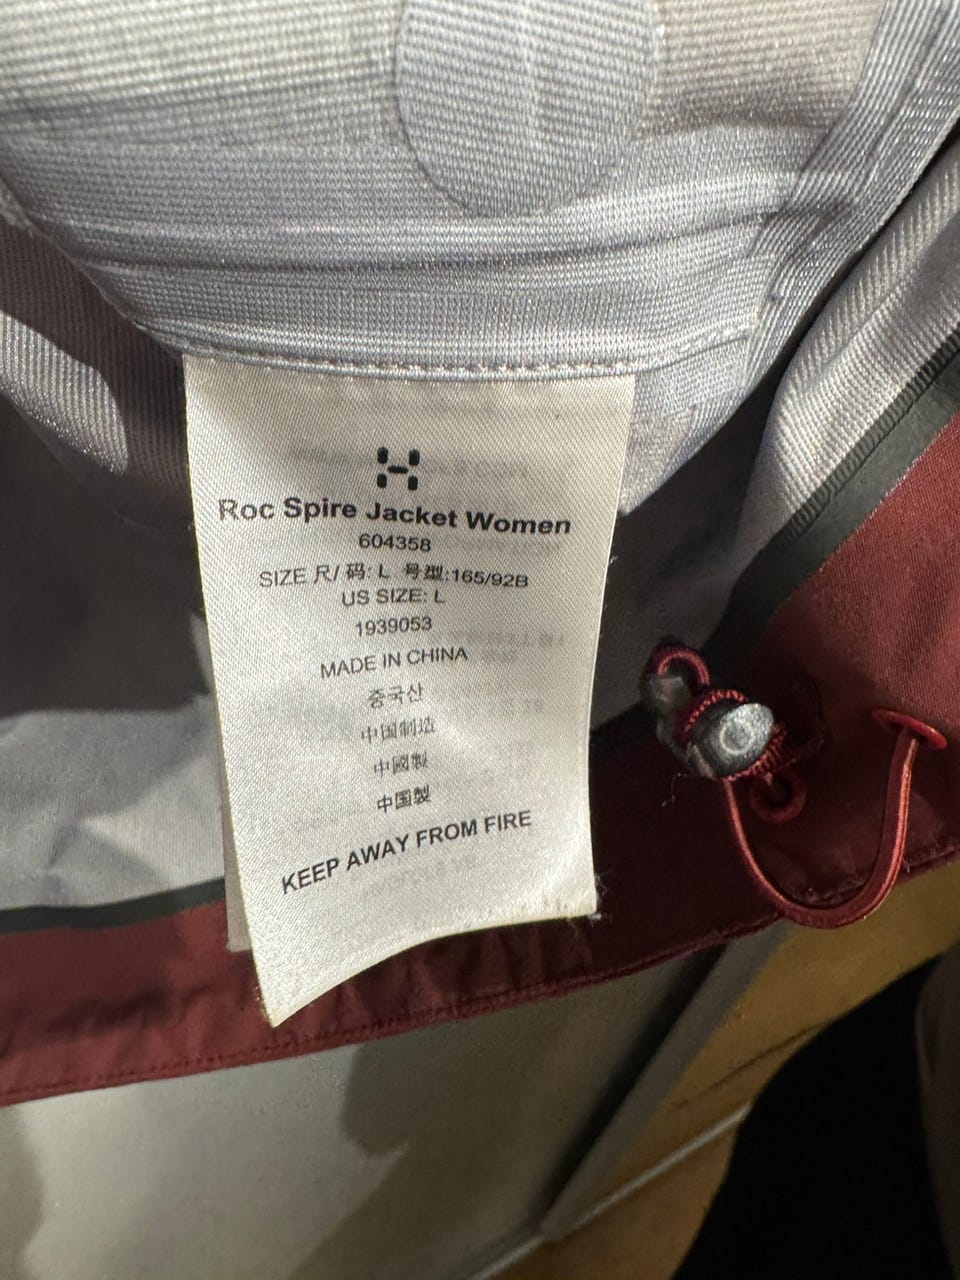 Roc Spire Jacket Women
604358
SIZE 尺/ 码: L 号型:165/92B
US SIZE: L
1939053
MADE IN CHINA
중국산
中国制造
中國製
中国製
KEEP AWAY FROM FIRE